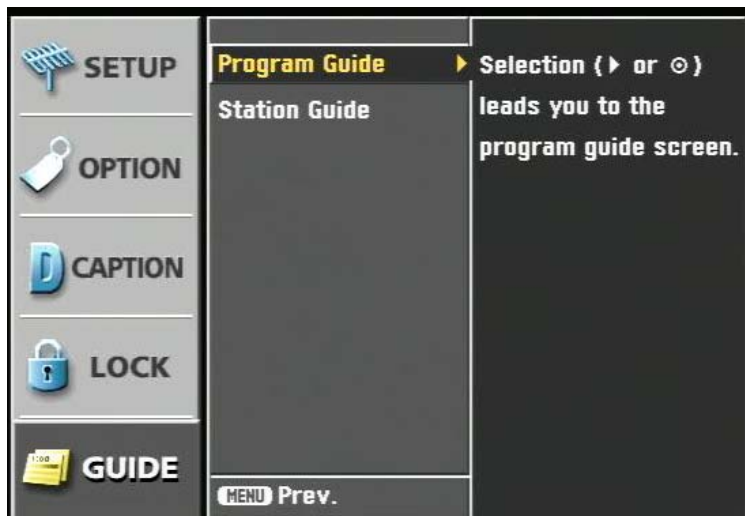 SETUP
OPTION
D CAPTION
LOCK
GUIDE
Program Guide
Station Guide
MENU Prev.
Selection (▶ or ⊙)
leads you to the
program guide screen.